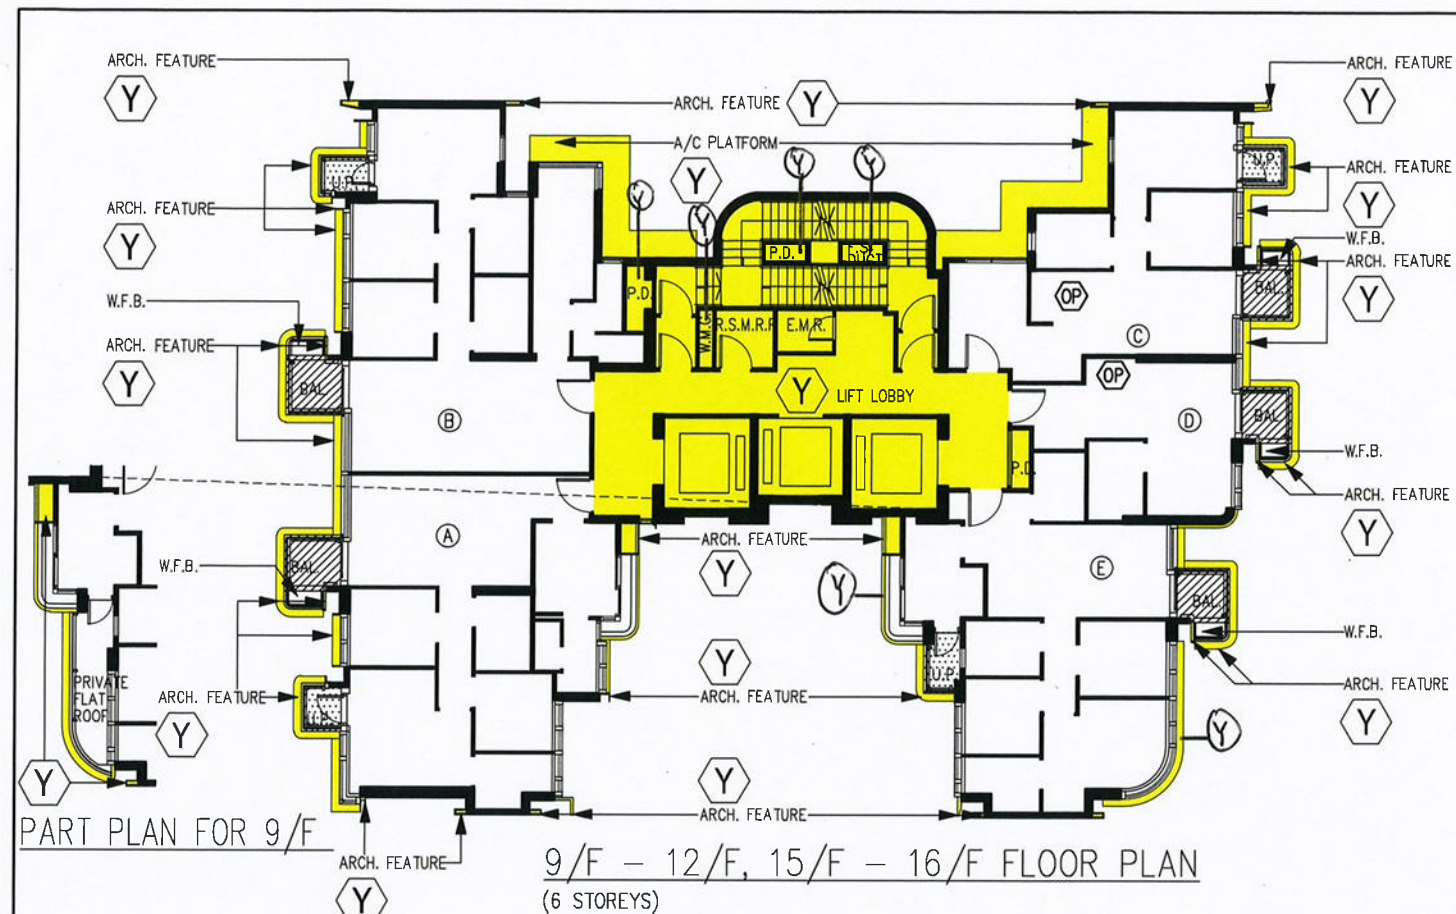 ARCH. FEATURE
Y
ARCH. FEATURE
Y
ARCH. FEATURE
Y
A/C PLATFORM
Y
Y
Y
Y
Y
U.P.
U.P.
ARCH. FEATURE
Y
ARCH. FEATURE
Y
W.F.B.
ARCH. FEATURE
Y
P.D.
F.S. DUCT
P.D.
BAL.
OP
W.F.B.
W.M.C.
R.S.M.R.R.
E.M.R.
C
ARCH. FEATURE
Y
OP
BAL.
Y
LIFT LOBBY
B
D
BAL.
W.F.B.
P.D.
ARCH. FEATURE
Y
A
ARCH. FEATURE
Y
E
W.F.B.
BAL.
Y
BAL.
W.F.B.
Y
U.P.
PRIVATE
FLAT
ROOF
ARCH. FEATURE
Y
ARCH. FEATURE
ARCH. FEATURE
Y
Y
Y
Y
ARCH. FEATURE
PART PLAN FOR 9/F
ARCH. FEATURE
Y
9/F - 12/F, 15/F - 16/F FLOOR PLAN
(6 STOREYS)